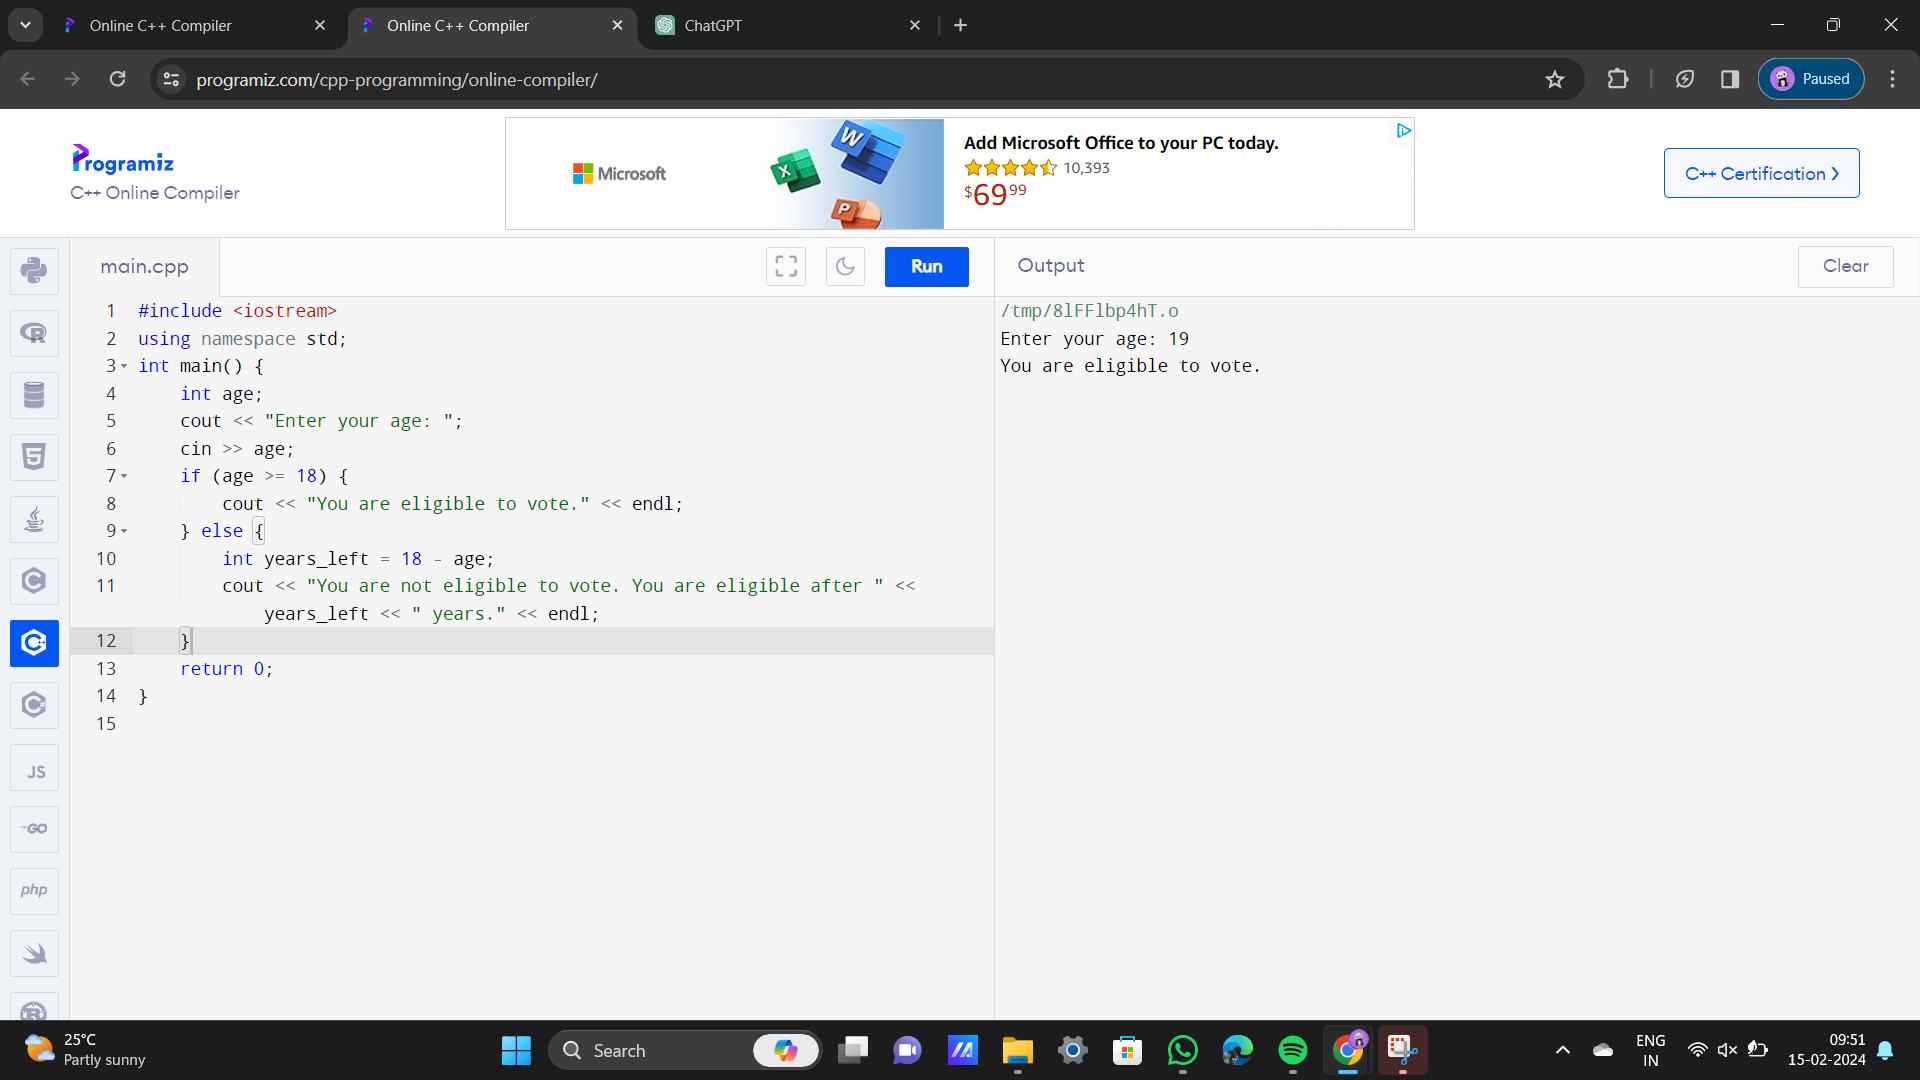 Online C++ Compiler
Online C++ Compiler
ChatGPT
programiz.com/cpp-programming/online-compiler/
Paused
Programiz
C++ Online Compiler
Microsoft
Add Microsoft Office to your PC today.
10,393
$69 99
C++ Certification
main.cpp
Run
Output
Clear
1 #include <iostream>
2 using namespace std;
3 int main() {
4     int age;
5     cout << "Enter your age: ";
6     cin >> age;
7     if (age >= 18) {
8         cout << "You are eligible to vote." << endl;
9     } else {
10         int years_left = 18 - age;
11         cout << "You are not eligible to vote. You are eligible after " <<
            years_left << " years." << endl;
12     }
13     return 0;
14 }
15
/tmp/8lFFlbp4hT.o
Enter your age: 19
You are eligible to vote.
JS
GO
php
25°C
Partly sunny
Search
ENG
IN
09:51
15-02-2024